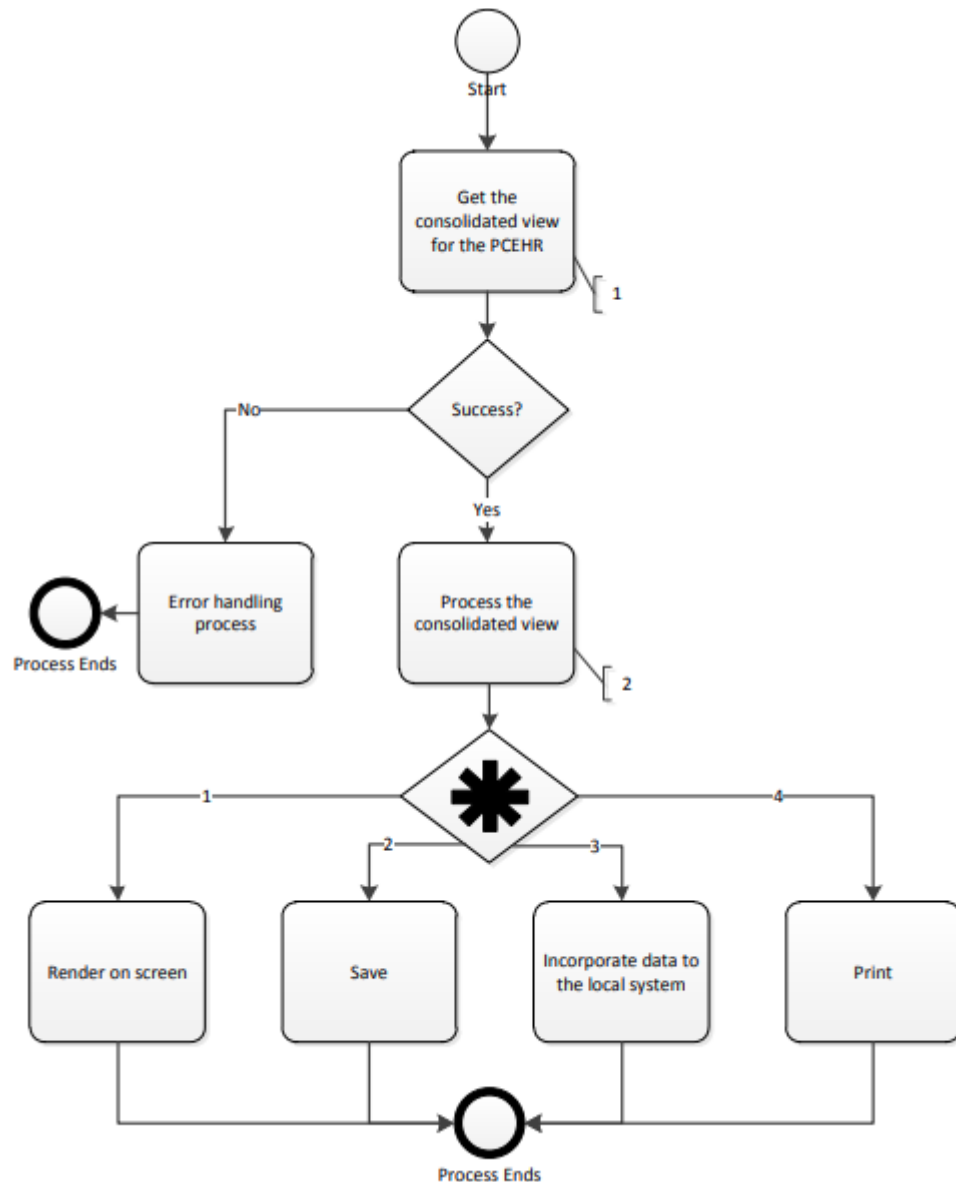 Start
Get the
consolidated view
for the PCEHR
1
Success?
No
Yes
Error handling
process
Process the
consolidated view
Process Ends
2
1
4
2
3
Render on screen
Save
Incorporate data to
the local system
Print
Process Ends